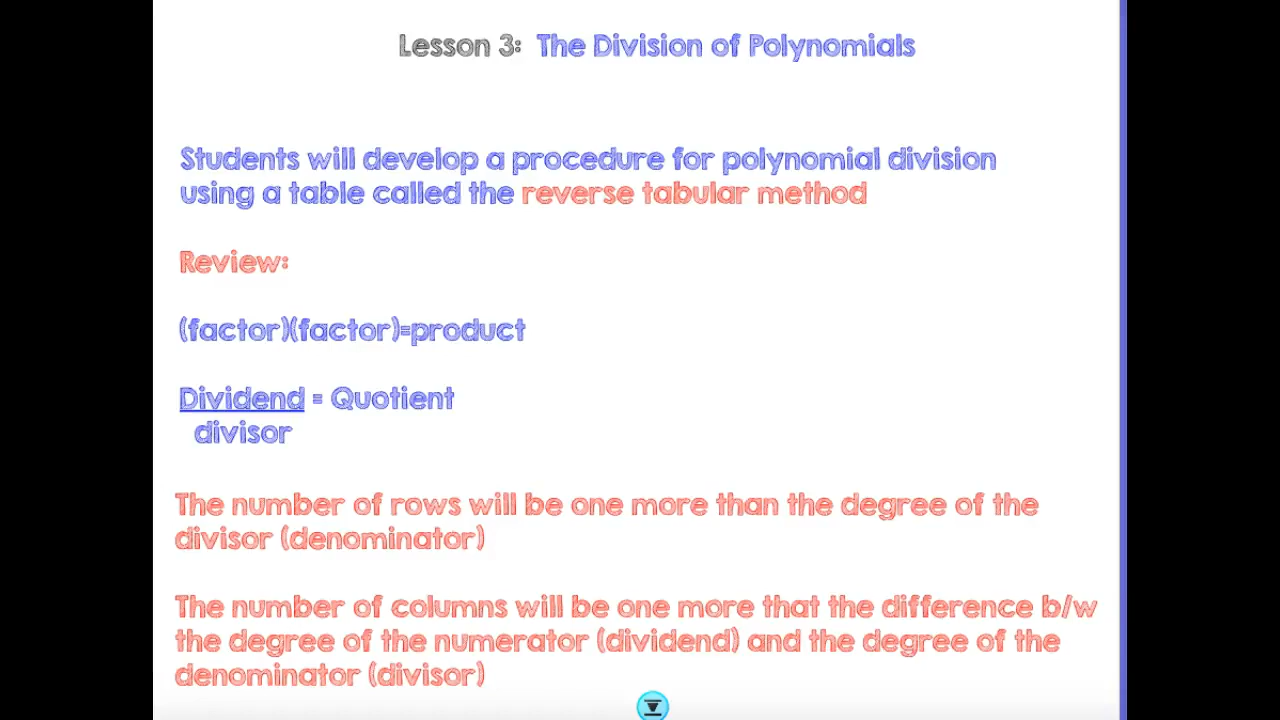 Lesson 3: The Division of Polynomials
Students will develop a procedure for polynomial division
using a table called the reverse tabular method
Review:
(factor)(factor)=product
Dividend = Quotient
divisor
The number of rows will be one more than the degree of the
divisor (denominator)
The number of columns will be one more that the difference b/w
the degree of the numerator (dividend) and the degree of the
denominator (divisor)